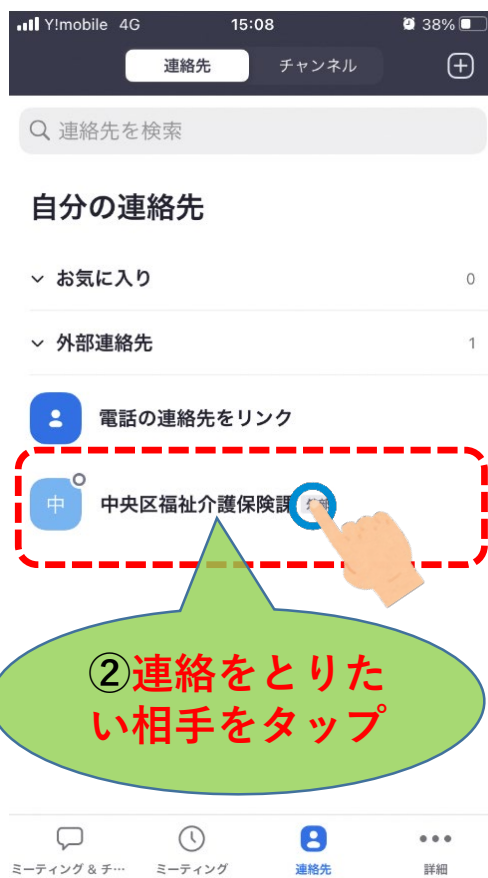 Y!mobile 4G 15:08 38%
連絡先 チャンネル
連絡先を検索
自分の連絡先
お気に入り 0
外部連絡先 1
電話の連絡先をリンク
中 中央区福祉介護保険課
②連絡をとりた
い相手をタップ
ミーティング & チ… ミーティング 連絡先 詳細